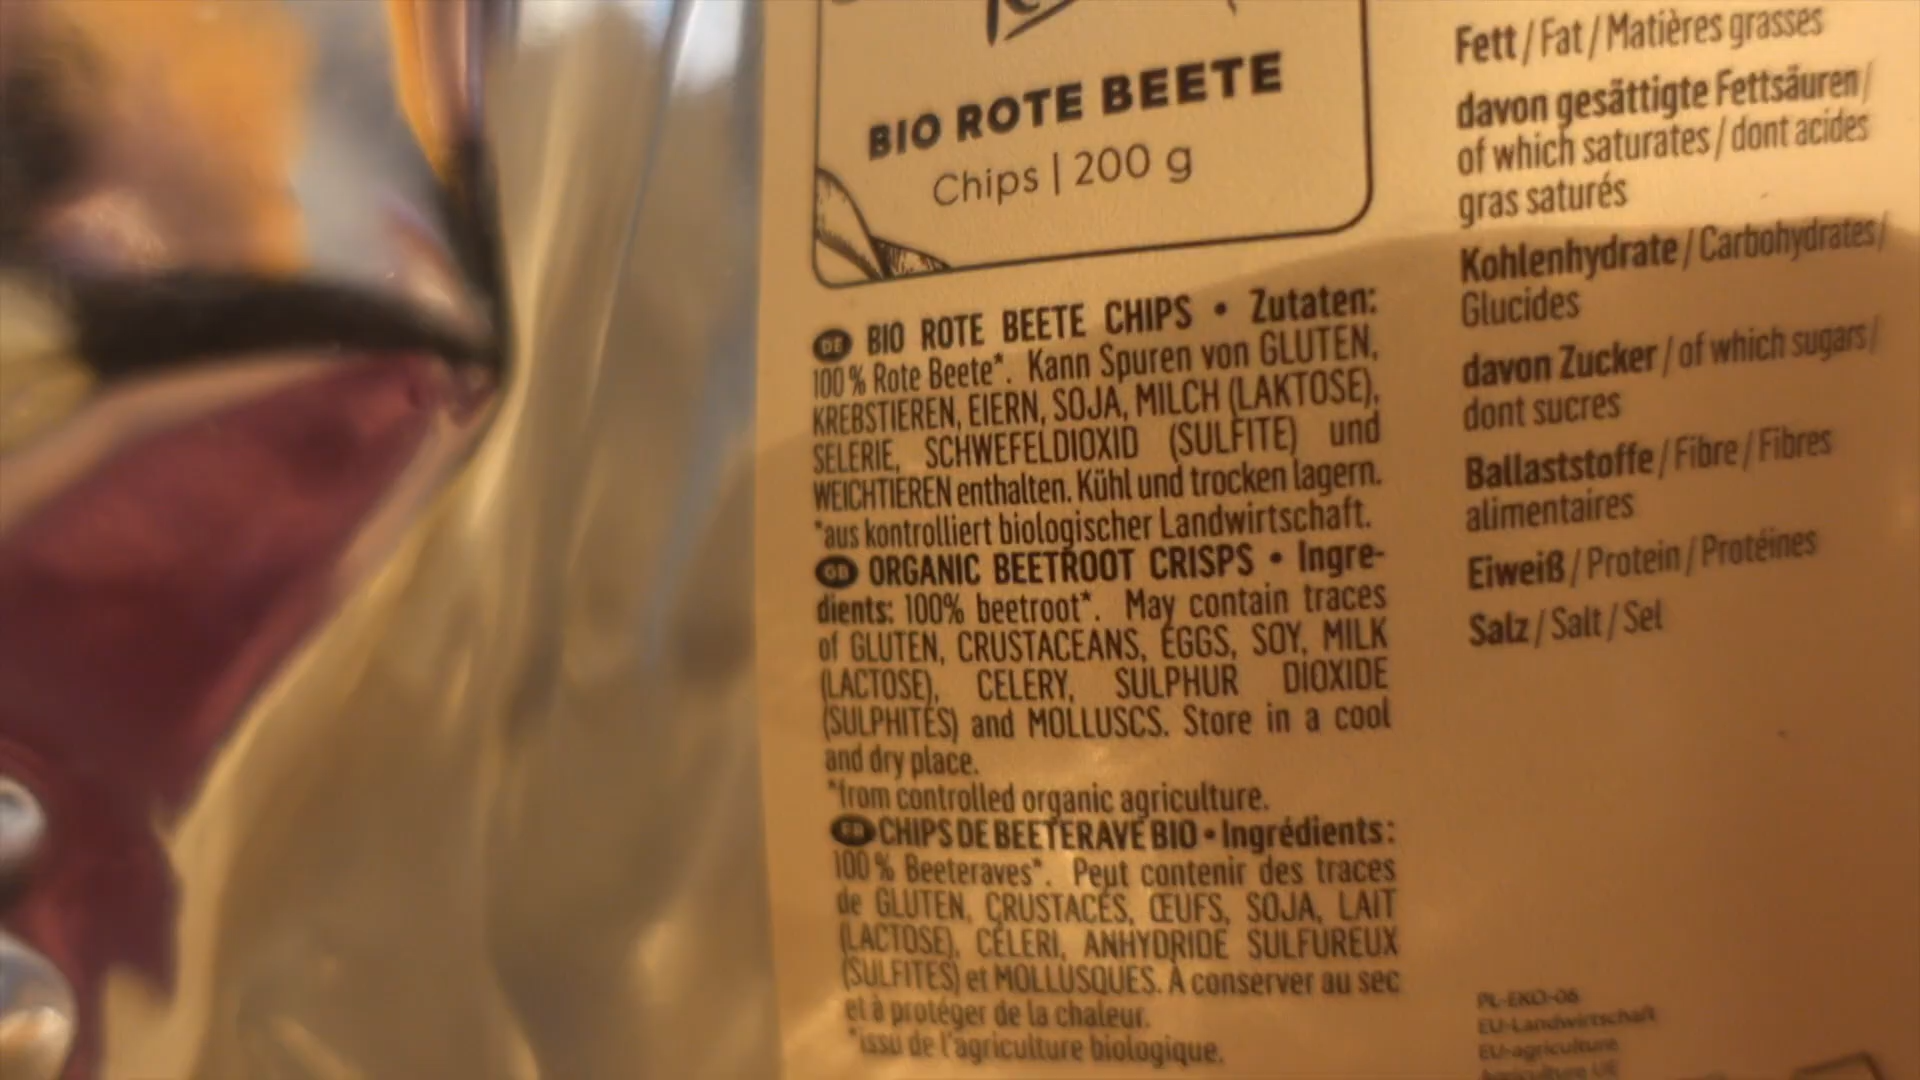 BIO ROTE BEETE
Chips | 200 g
DE BIO ROTE BEETE CHIPS • Zutaten:
100 % Rote Beete*. Kann Spuren von GLUTEN,
KREBSTIEREN, EIERN, SOJA, MILCH (LAKTOSE),
SELERIE, SCHWEFELDIOXID (SULFITE) und
WEICHTIEREN enthalten. Kühl und trocken lagern.
*aus kontrolliert biologischer Landwirtschaft.
GB ORGANIC BEETROOT CRISPS • Ingre-
dients: 100% beetroot*. May contain traces
of GLUTEN, CRUSTACEANS, EGGS, SOY, MILK
(LACTOSE), CELERY, SULPHUR DIOXIDE
(SULPHITES) and MOLLUSCS. Store in a cool
and dry place.
*from controlled organic agriculture.
CHIPS DE BEETERAVE BIO • Ingrédients:
100 % Beeteraves*. Peut contenir des traces
de GLUTEN, CRUSTACÉS, ŒUFS, SOJA, LAIT
(LACTOSE), CÉLERI, ANHYDRIDE SULFUREUX
(SULFITES) et MOLLUSQUES. À conserver au sec
et à protéger de la chaleur.
*issu de l'agriculture biologique.
Fett / Fat / Matières grasses
davon gesättigte Fettsäuren /
of which saturates / dont acides
gras saturés
Kohlenhydrate / Carbohydrates /
Glucides
davon Zucker / of which sugars /
dont sucres
Ballaststoffe / Fibre / Fibres
alimentaires
Eiweiß / Protein / Protéines
Salz / Salt / Sel
PL-EKO-06
EU-Landwirtschaft
EU-agriculture
Agriculture UE